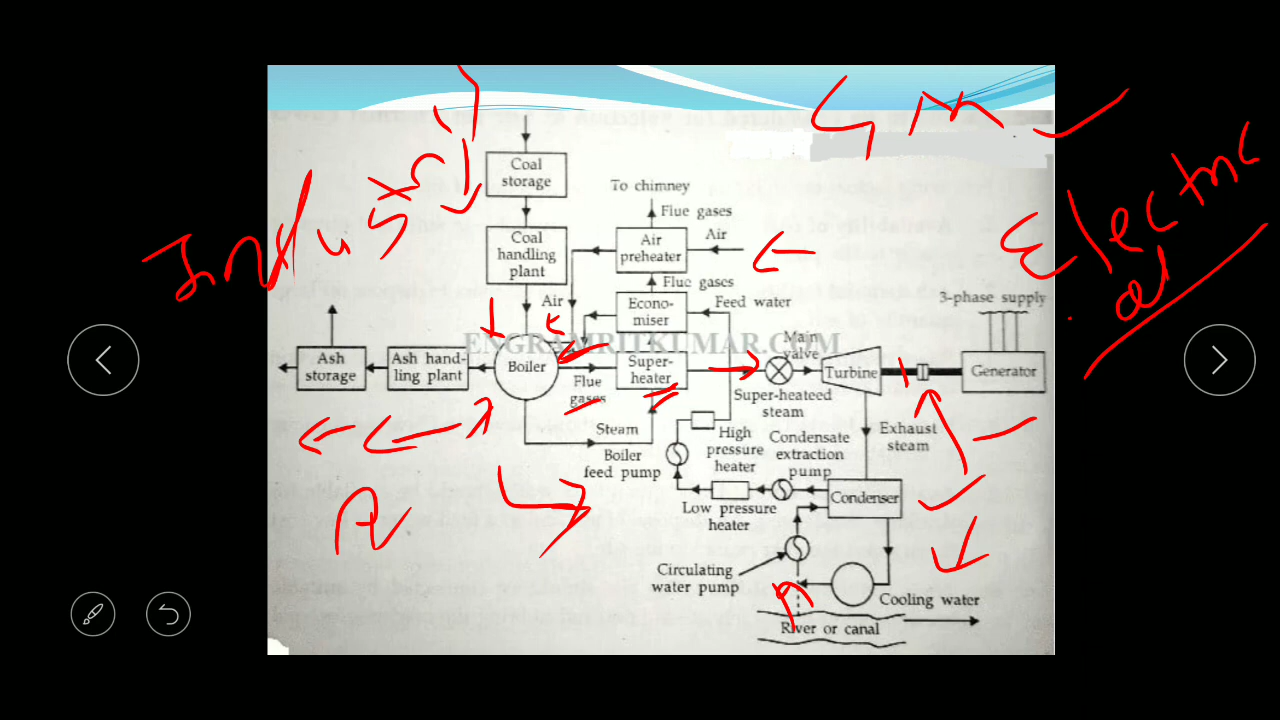 Coal
storage
To chimney
Flue gases
Coal
handling
plant
Air
preheater
Air
Flue gases
Air
Econo-
miser
Feed water
3-phase supply
ENGRAMRITKUMAR.COM
Main
valve
Ash
storage
Ash hand-
ling plant
Boiler
Super-
heater
Turbine
Generator
Flue
gases
Super-heateed
steam
Steam
Exhaust
steam
Boiler
feed pump
High
pressure
heater
Condensate
extraction
pump
Condenser
Low pressure
heater
Circulating
water pump
Cooling water
River or canal